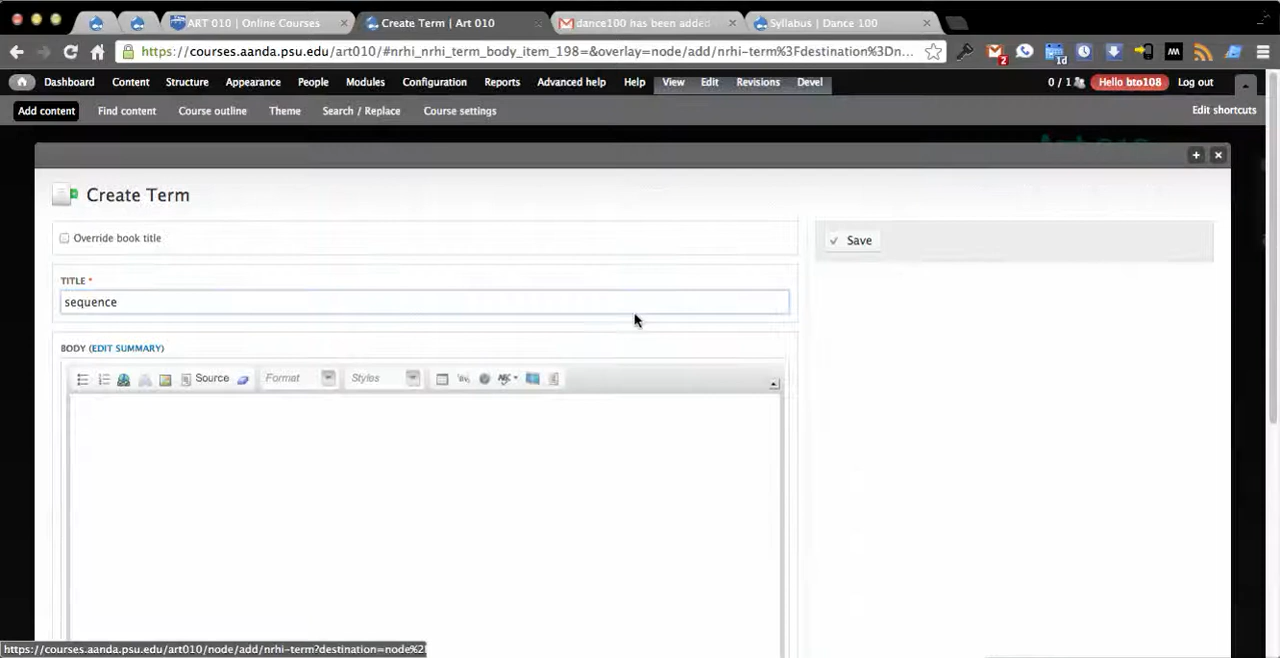 ART 010 | Online Courses
Create Term | Art 010
dance100 has been added
Syllabus | Dance 100
https://courses.aanda.psu.edu/art010/#nrhi_nrhi_term_body_item_198=&overlay=node/add/nrhi-term%3Fdestination%3Dn...
2
1d
Dashboard Content Structure Appearance People Modules Configuration Reports Advanced help Help View Edit Revisions Devel 0 / 1 Hello bto108 Log out
Add content Find content Course outline Theme Search / Replace Course settings Edit shortcuts
Create Term
Override book title
Save
TITLE *
sequence
BODY (EDIT SUMMARY)
Source Format Styles
https://courses.aanda.psu.edu/art010/node/add/nrhi-term?destination=node%2